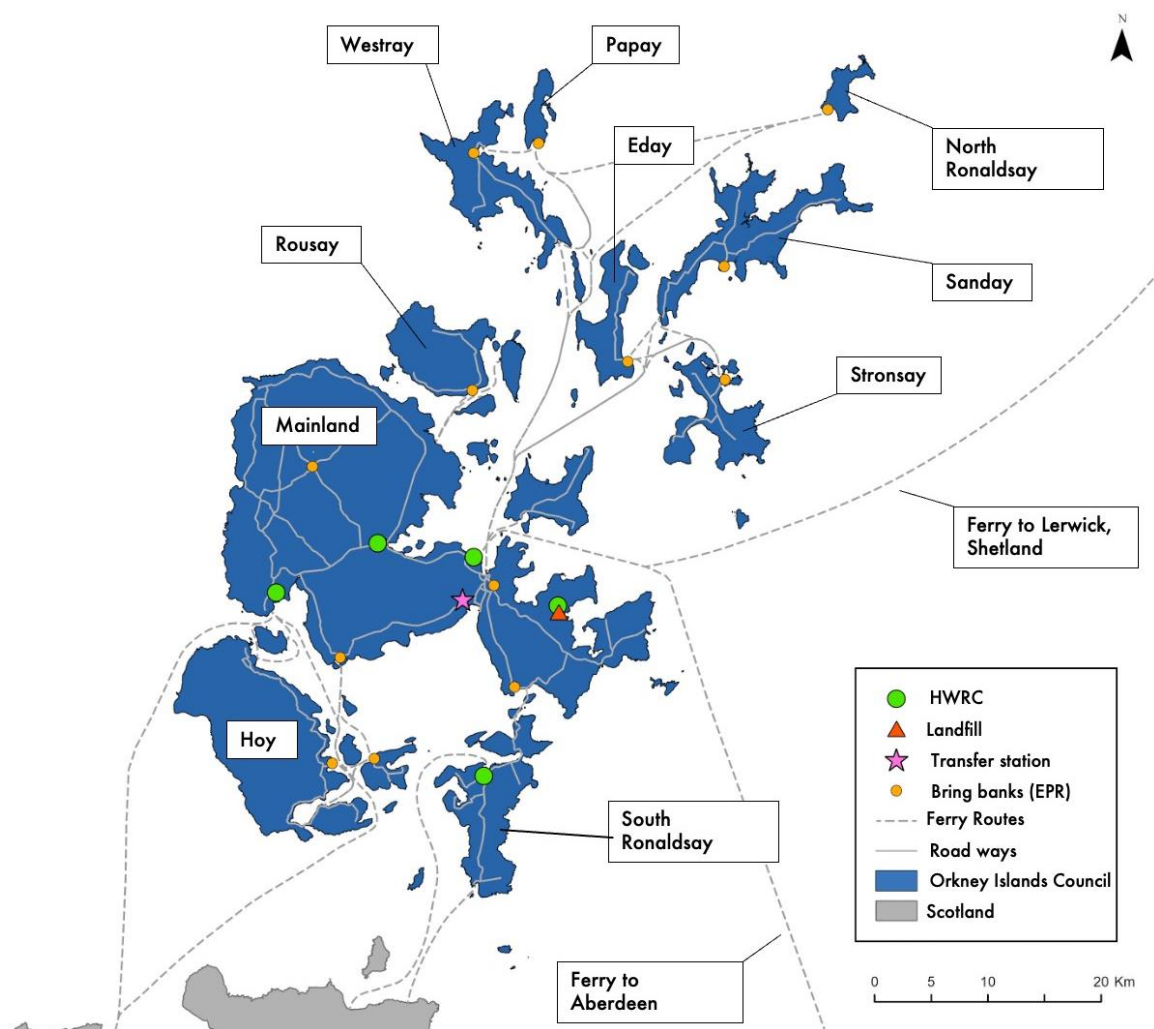 N
Westray
Papay
Eday
North
Ronaldsay
Rousay
Sanday
Stronsay
Mainland
Ferry to Lerwick,
Shetland
Hoy
South
Ronaldsay
Ferry to
Aberdeen
HWRC
Landfill
Transfer station
Bring banks (EPR)
Ferry Routes
Road ways
Orkney Islands Council
Scotland
0 5 10 20 Km